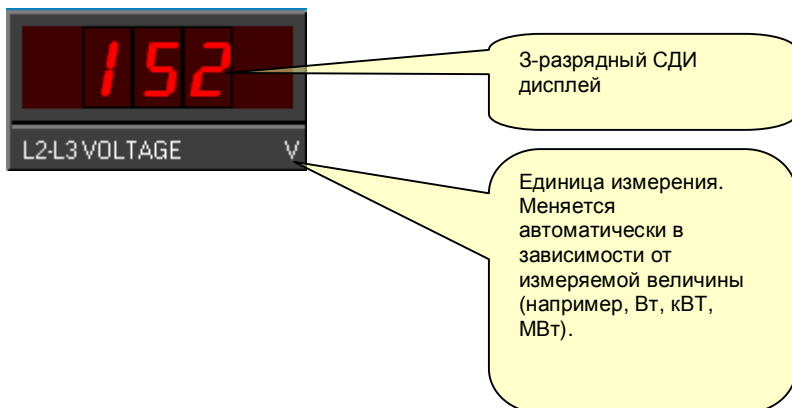 152
3-разрядный СДИ
дисплей
L2-L3 VOLTAGE V
Единица измерения.
Меняется
автоматически в
зависимости от
измеряемой величины
(например, Вт, кВТ,
МВт).